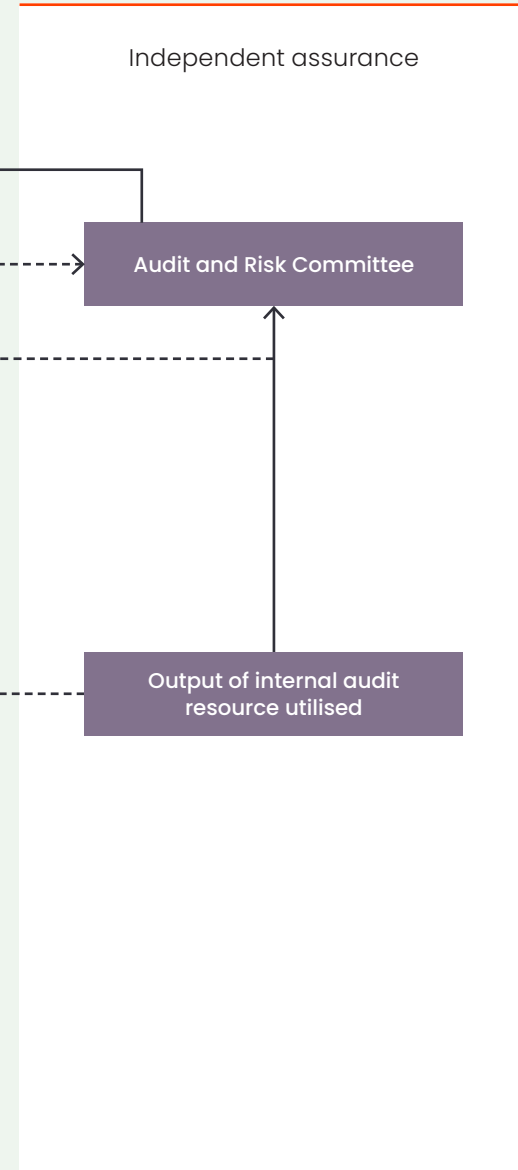 Independent assurance
Audit and Risk Committee
Output of internal audit
resource utilised